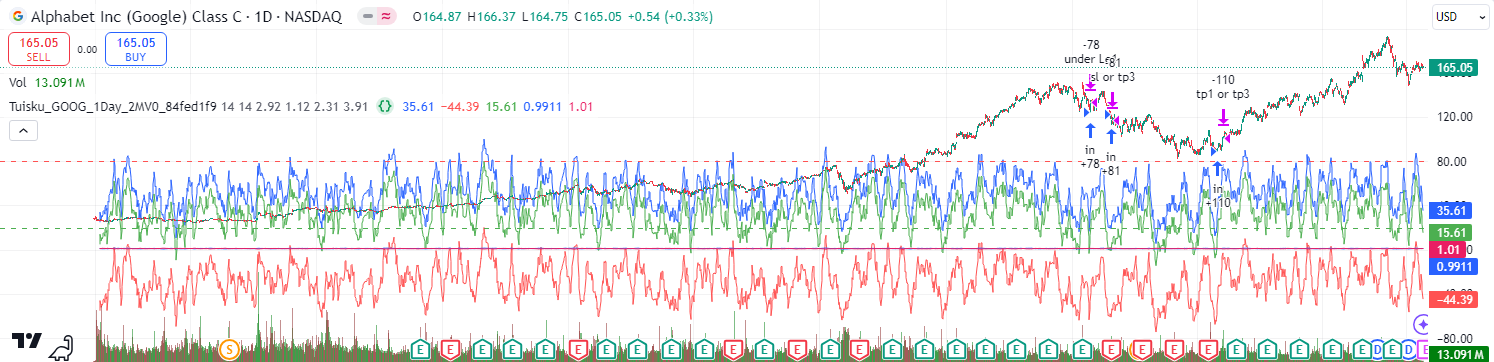 Alphabet Inc (Google) Class C · 1D · NASDAQ O164.87 H166.37 L164.75 C165.05 +0.54 (+0.33%)
USD
165.05
SELL
0.00
165.05
BUY
Vol 13.091M
Tuisku_GOOG_1Day_2MV0_84fed1f9 14 14 2.92 1.12 2.31 3.91 {} 35.61 −44.39 15.61 0.9911 1.01
-78
-81
sl or tp3
-110
tp1 or tp3
in
+78
in
+81
in
+110
165.05
120.00
80.00
35.61
15.61
1.01
0.9911
−44.39
−80.00
13.091M
S
E E E E E E E E E E E E E E E E E E E E E E E E E E E E E E E
D
E
D
E